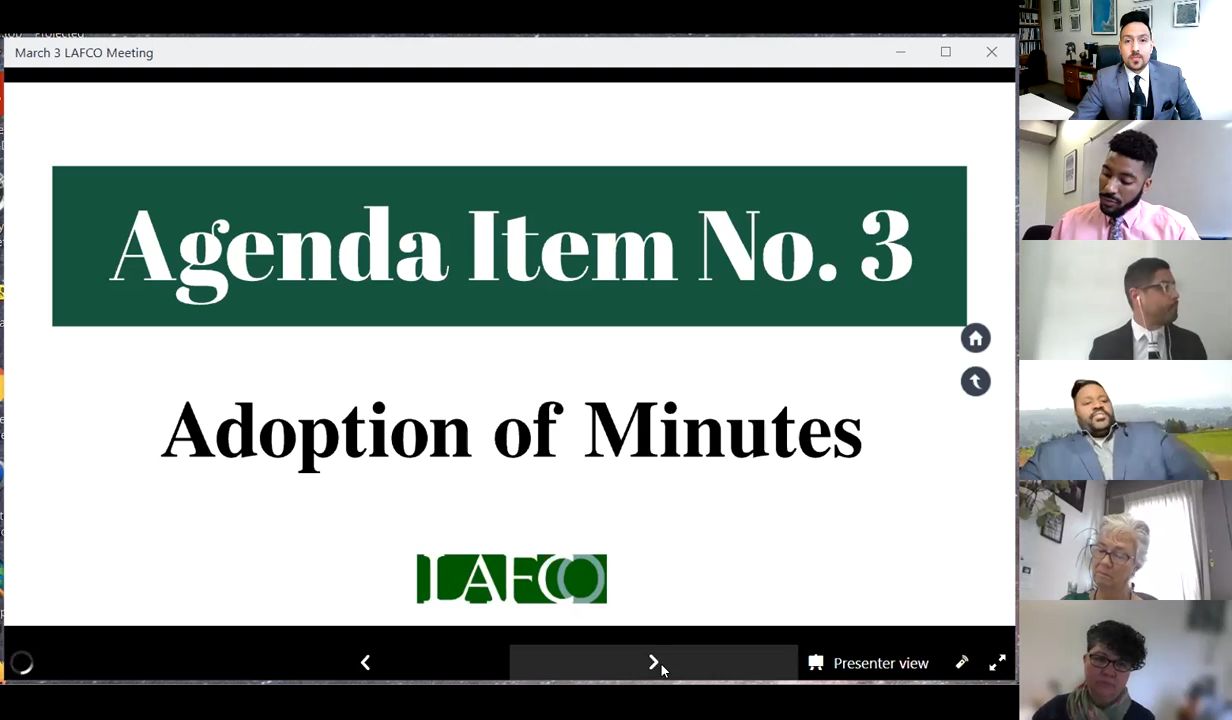 March 3 LAFCO Meeting
Agenda Item No. 3
Adoption of Minutes
LAFCO
Presenter view